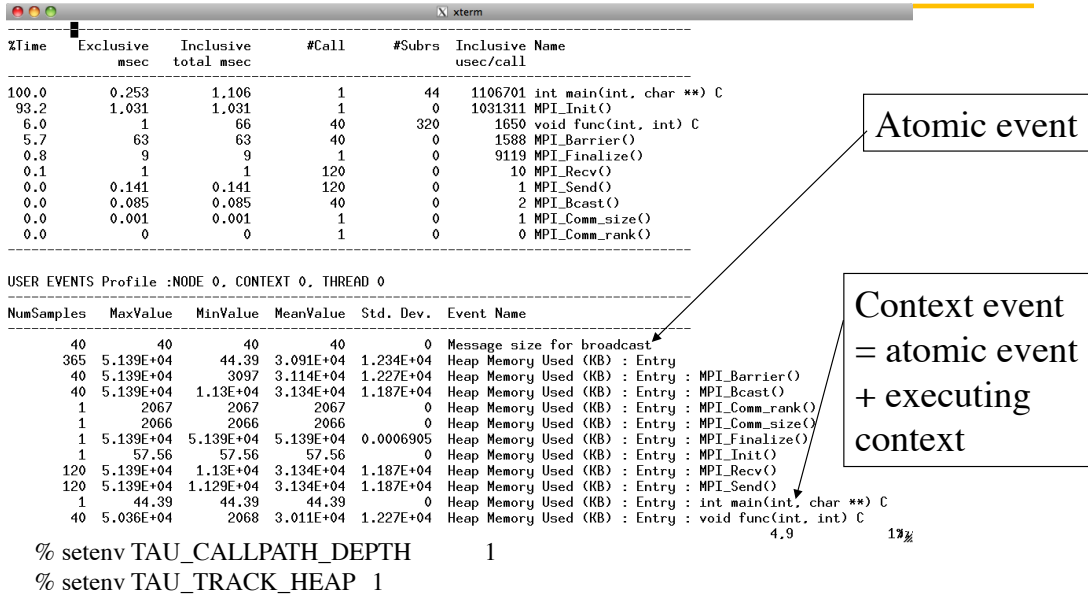 X xterm
--------------------------------------------------------------------------------
%Time Exclusive Inclusive #Call #Subrs Inclusive Name
msec total msec usec/call
--------------------------------------------------------------------------------
100.0 0.253 1,106 1 44 1106701 int main(int, char **) C
93.2 1,031 1,031 1 0 1031311 MPI_Init()
6.0 1 66 40 320 1650 void func(int, int) C
5.7 63 63 40 0 1588 MPI_Barrier()
0.8 9 9 1 0 9119 MPI_Finalize()
0.1 1 1 120 0 10 MPI_Recv()
0.0 0.141 0.141 120 0 1 MPI_Send()
0.0 0.085 0.085 40 0 2 MPI_Bcast()
0.0 0.001 0.001 1 0 1 MPI_Comm_size()
0.0 0 0 1 0 0 MPI_Comm_rank()
--------------------------------------------------------------------------------
USER EVENTS Profile :NODE 0, CONTEXT 0, THREAD 0
--------------------------------------------------------------------------------
NumSamples MaxValue MinValue MeanValue Std. Dev. Event Name
--------------------------------------------------------------------------------
40 40 40 40 0 Message size for broadcast
365 5.139E+04 44.39 3.091E+04 1.234E+04 Heap Memory Used (KB) : Entry
40 5.139E+04 3097 3.114E+04 1.227E+04 Heap Memory Used (KB) : Entry : MPI_Barrier()
40 5.139E+04 1.13E+04 3.134E+04 1.187E+04 Heap Memory Used (KB) : Entry : MPI_Bcast()
1 2067 2067 2067 0 Heap Memory Used (KB) : Entry : MPI_Comm_rank()
1 2066 2066 2066 0 Heap Memory Used (KB) : Entry : MPI_Comm_size()
1 5.139E+04 5.139E+04 5.139E+04 0.0006905 Heap Memory Used (KB) : Entry : MPI_Finalize()
1 57.56 57.56 57.56 0 Heap Memory Used (KB) : Entry : MPI_Init()
120 5.139E+04 1.13E+04 3.134E+04 1.187E+04 Heap Memory Used (KB) : Entry : MPI_Recv()
120 5.139E+04 1.129E+04 3.134E+04 1.187E+04 Heap Memory Used (KB) : Entry : MPI_Send()
1 44.39 44.39 44.39 0 Heap Memory Used (KB) : Entry : int main(int, char **) C
40 5.036E+04 2068 3.011E+04 1.227E+04 Heap Memory Used (KB) : Entry : void func(int, int) C
4,9 1%
Atomic event
Context event
= atomic event
+ executing
context
% setenv TAU_CALLPATH_DEPTH 1
% setenv TAU_TRACK_HEAP 1